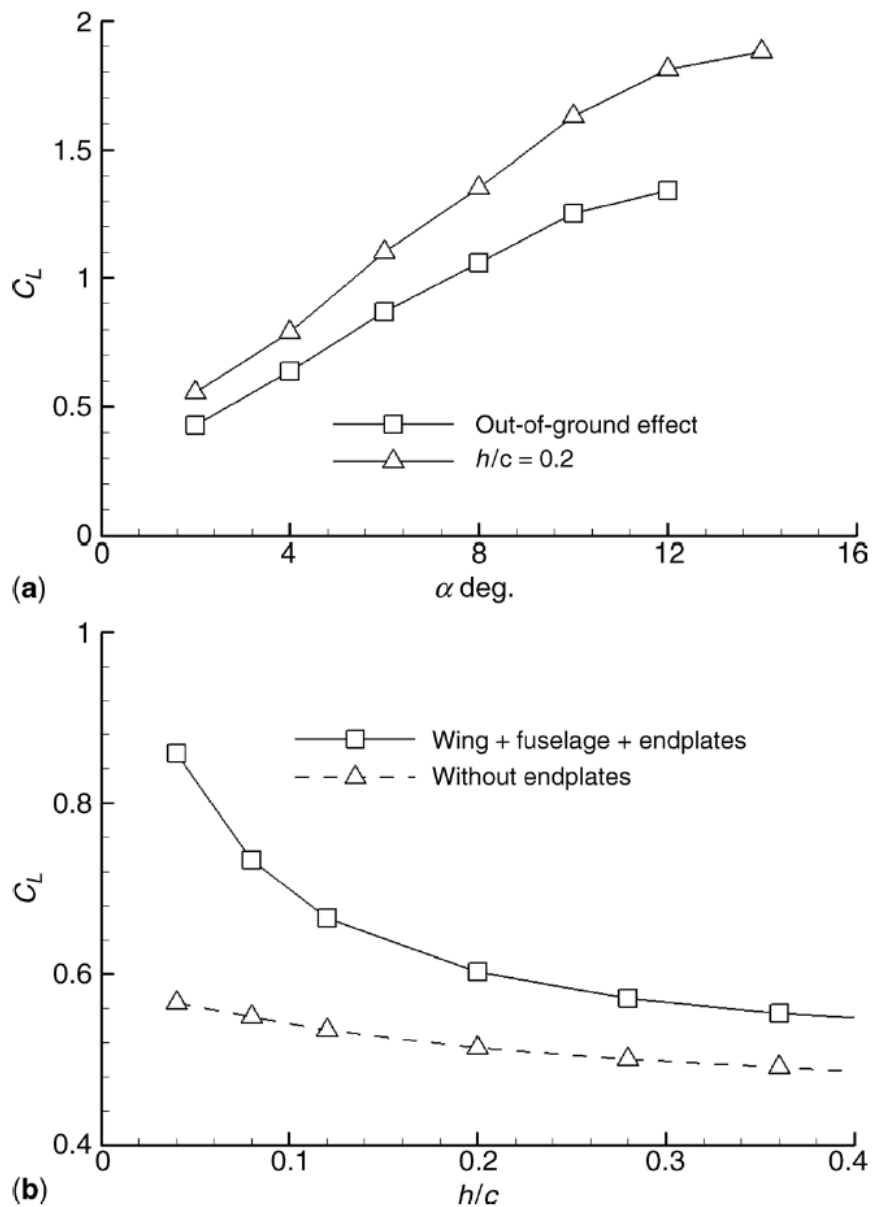 2
1.5
C_L
1
0.5
Out-of-ground effect
h/c = 0.2
0
0 4 8 12 16
(a) α deg.
1
Wing + fuselage + endplates
Without endplates
0.8
C_L
0.6
0.4
0 0.1 0.2 0.3 0.4
(b) h/c